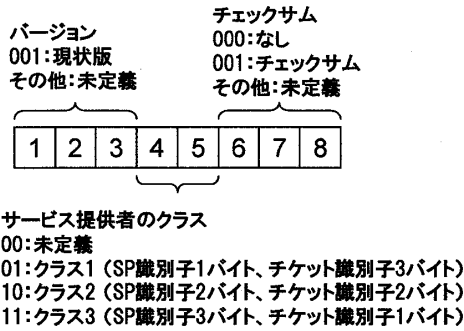 バージョン
001:現状版
その他:未定義
チェックサム
000:なし
001:チェックサム
その他:未定義
1 2 3 4 5 6 7 8
サービス提供者のクラス
00:未定義
01:クラス1 (SP識別子1バイト、チケット識別子3バイト)
10:クラス2 (SP識別子2バイト、チケット識別子2バイト)
11:クラス3 (SP識別子3バイト、チケット識別子1バイト)